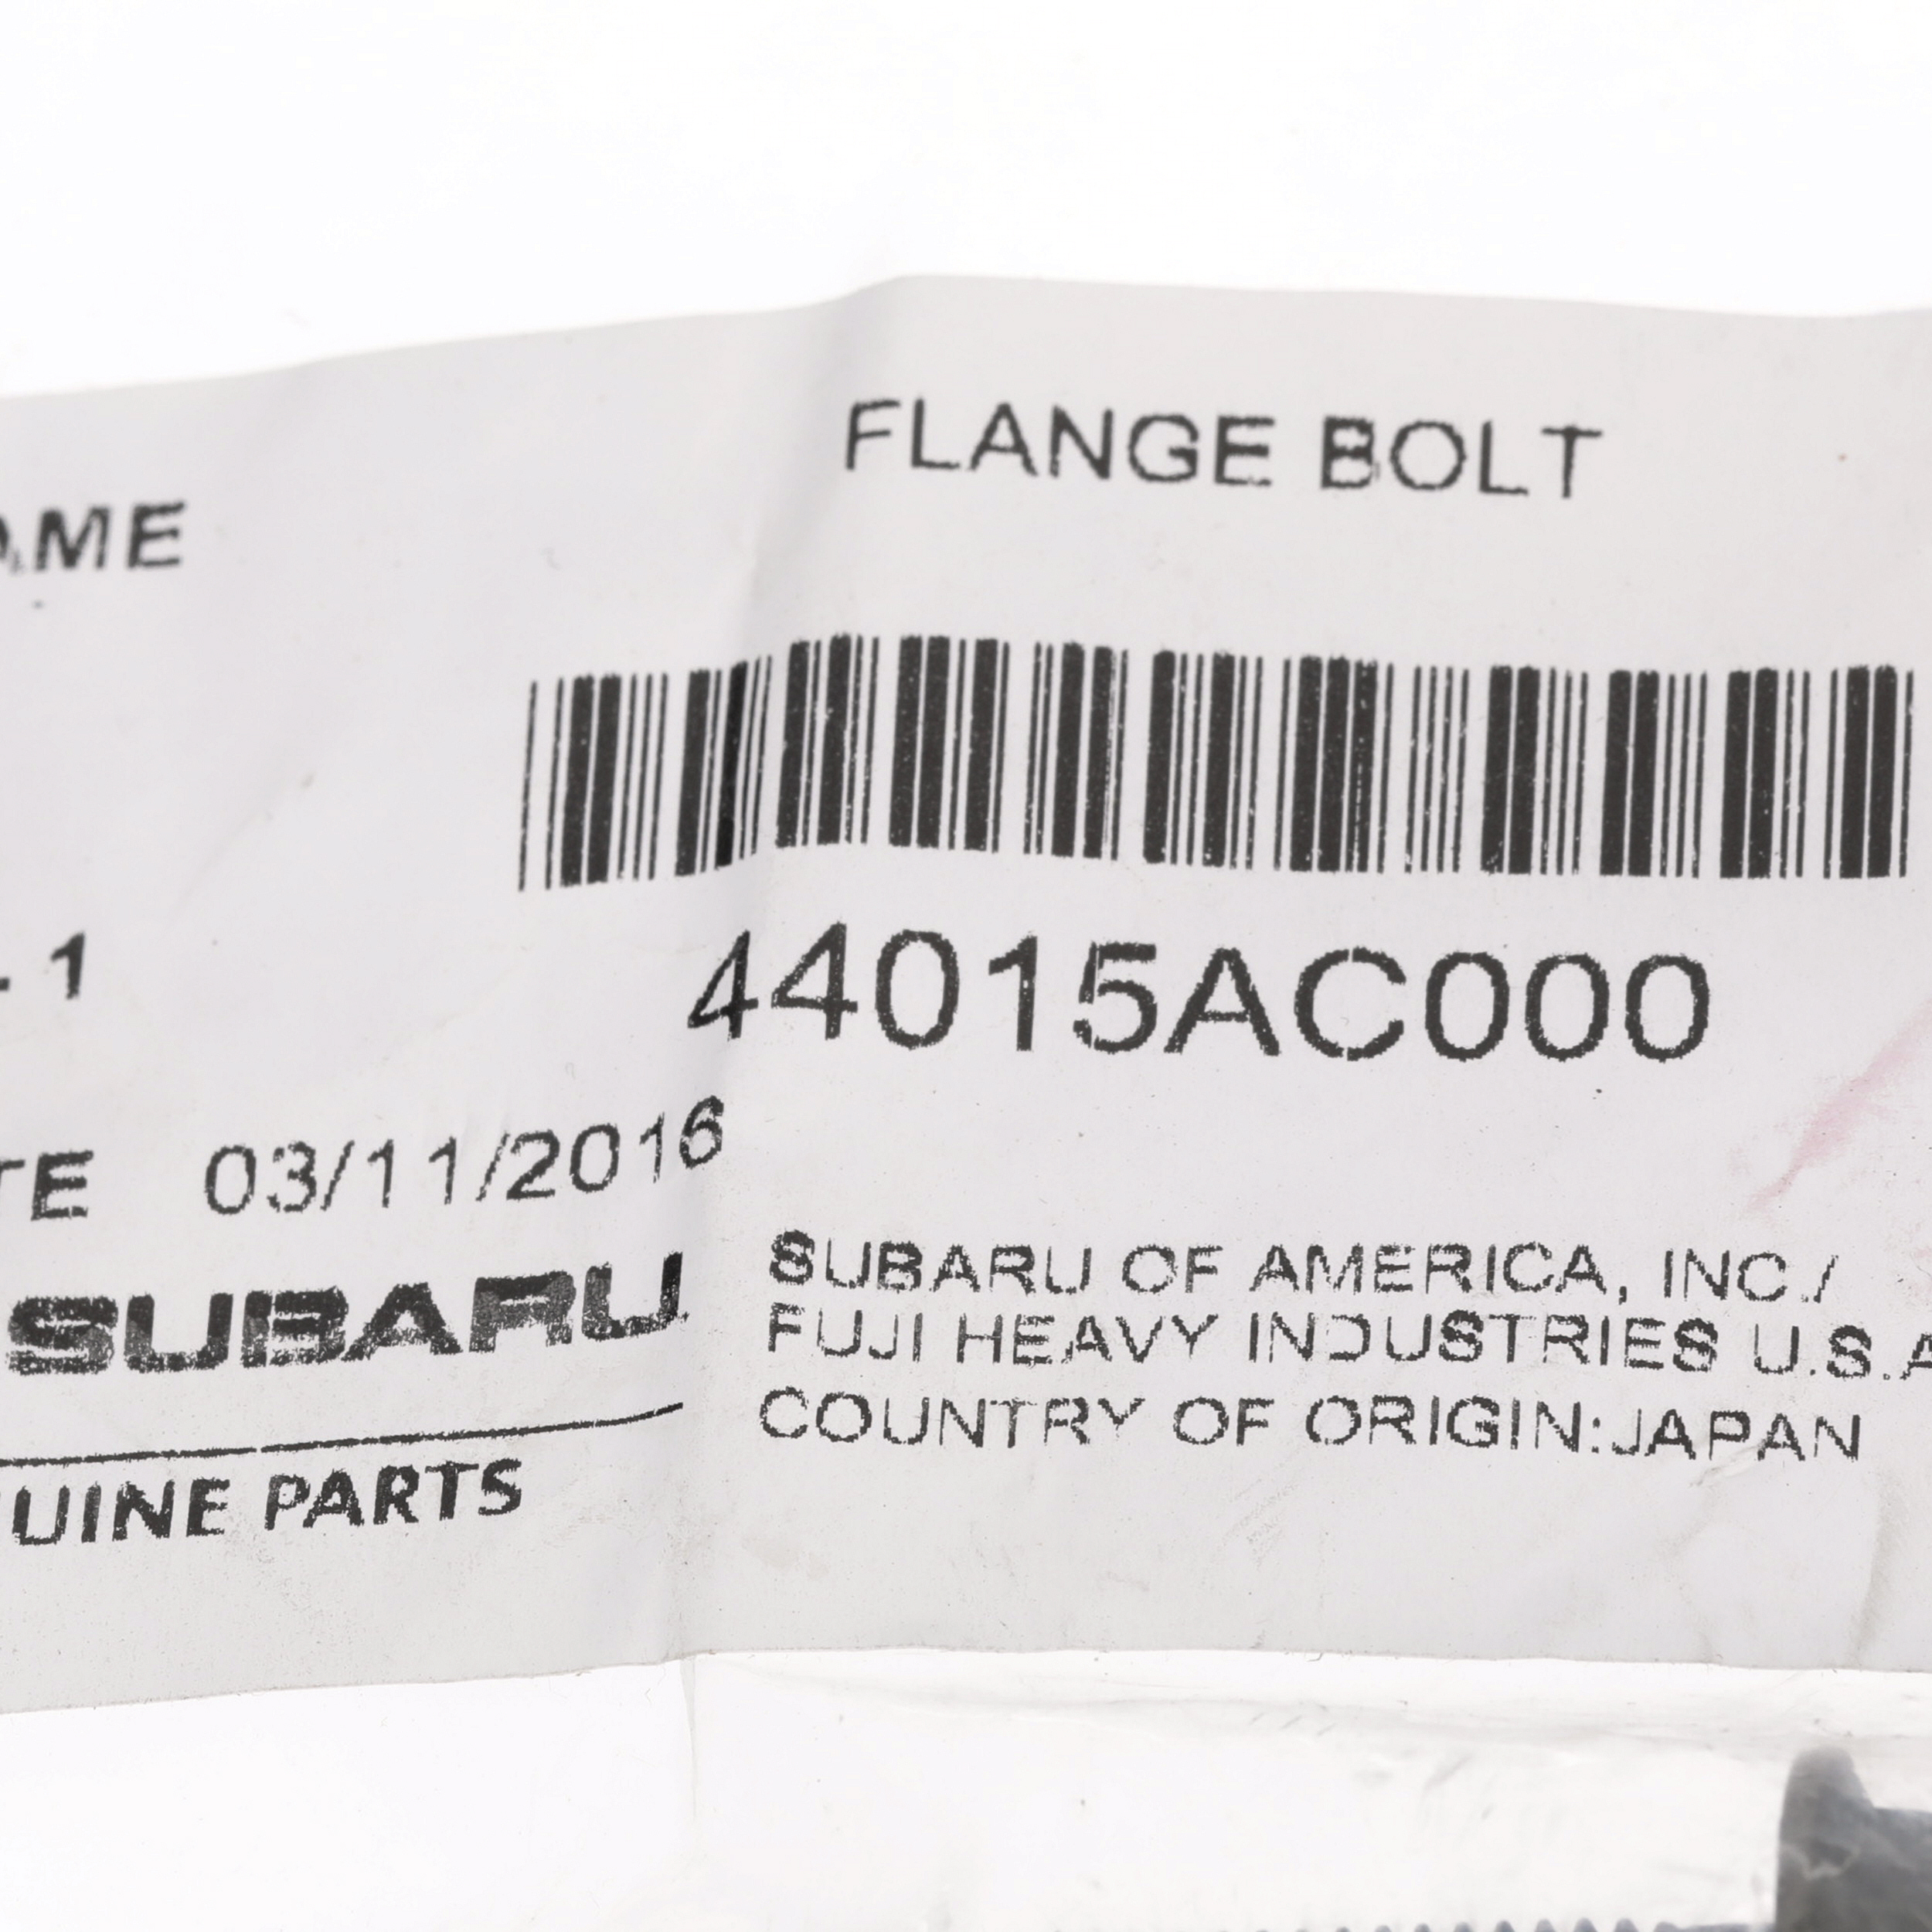 FLANGE BOLT
AME
44015AC000
- 1
TE 03/11/2016
SUBARU
UINE PARTS
SUBARU OF AMERICA, INC./
FUJI HEAVY INDUSTRIES U.S.A
COUNTRY OF ORIGIN:JAPAN